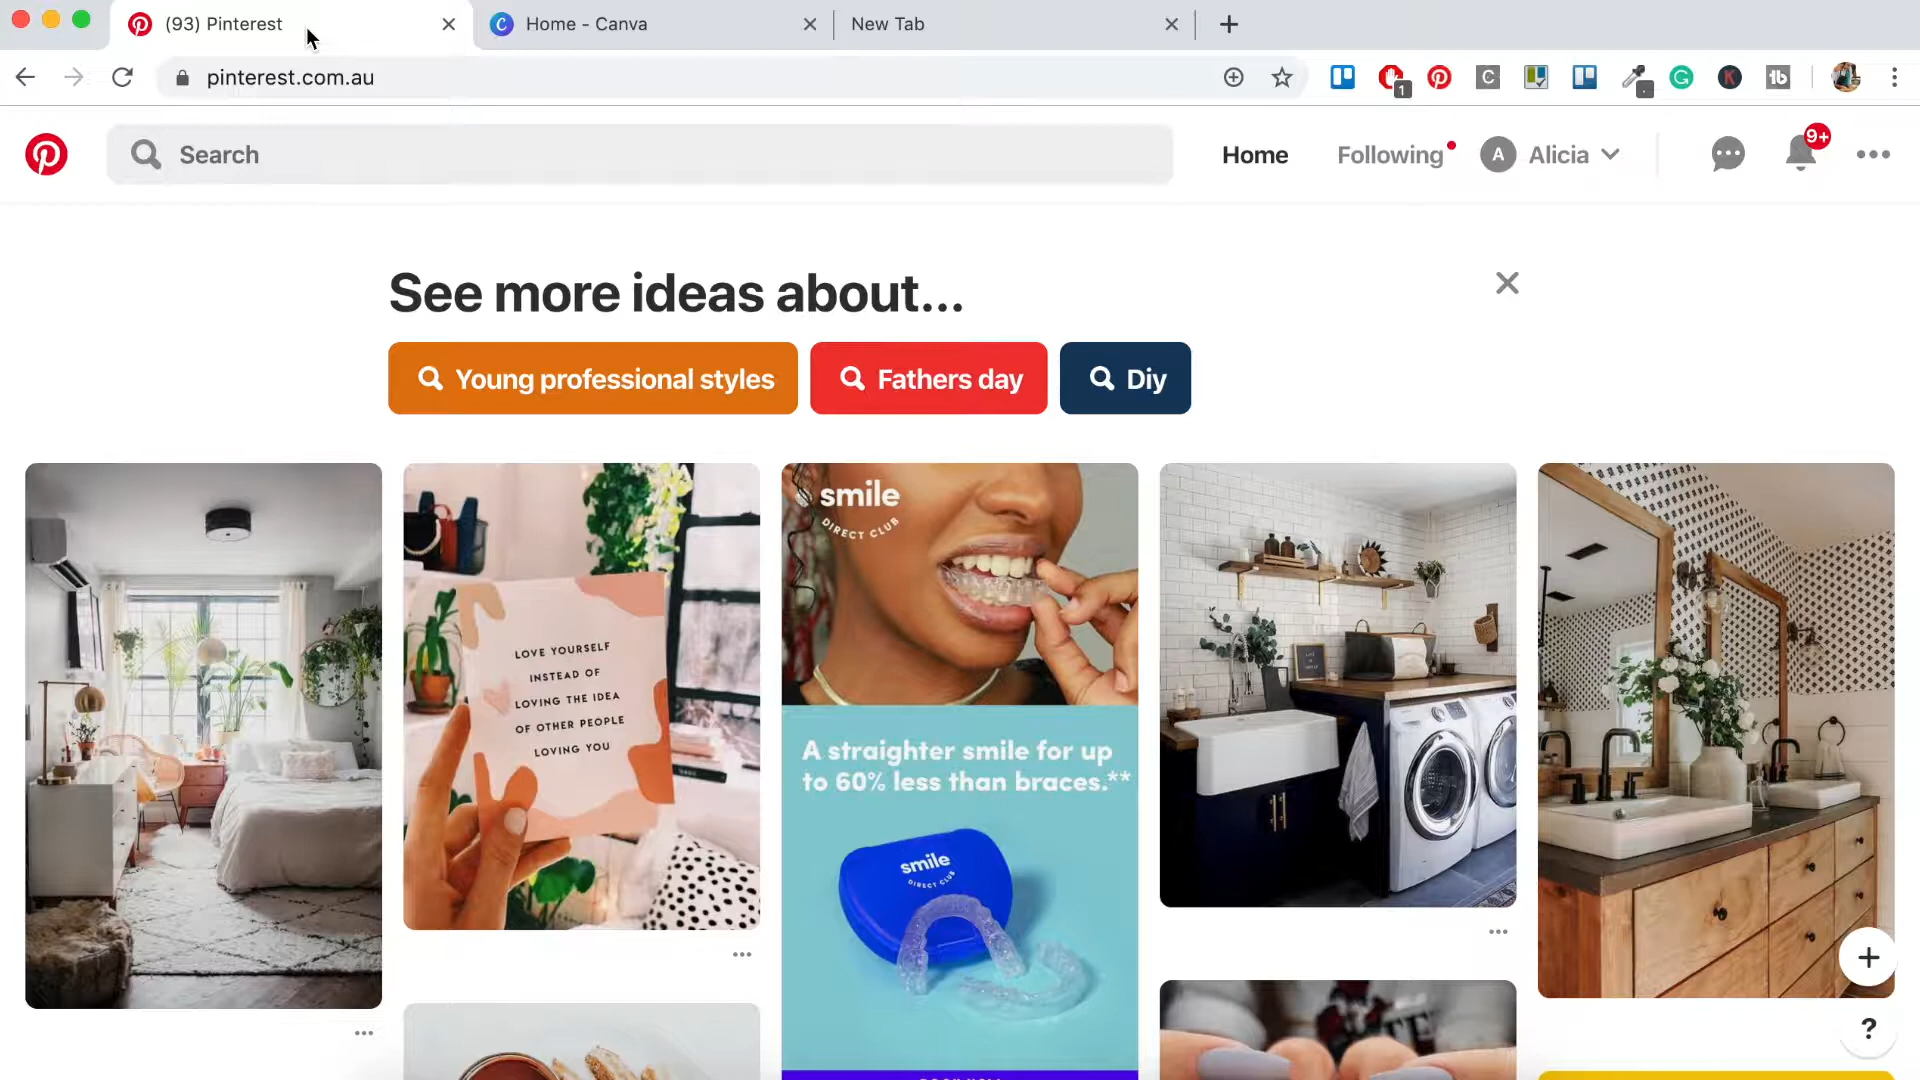 (93) Pinterest
Home - Canva
New Tab
pinterest.com.au
1
Search
Home
Following
A
Alicia
9+
See more ideas about...
Young professional styles
Fathers day
Diy
smile
DIRECT CLUB
LOVE YOURSELF
INSTEAD OF
LOVING THE IDEA
OF OTHER PEOPLE
LOVING YOU
A straighter smile for up
to 60% less than braces.**
smile
DIRECT CLUB
?